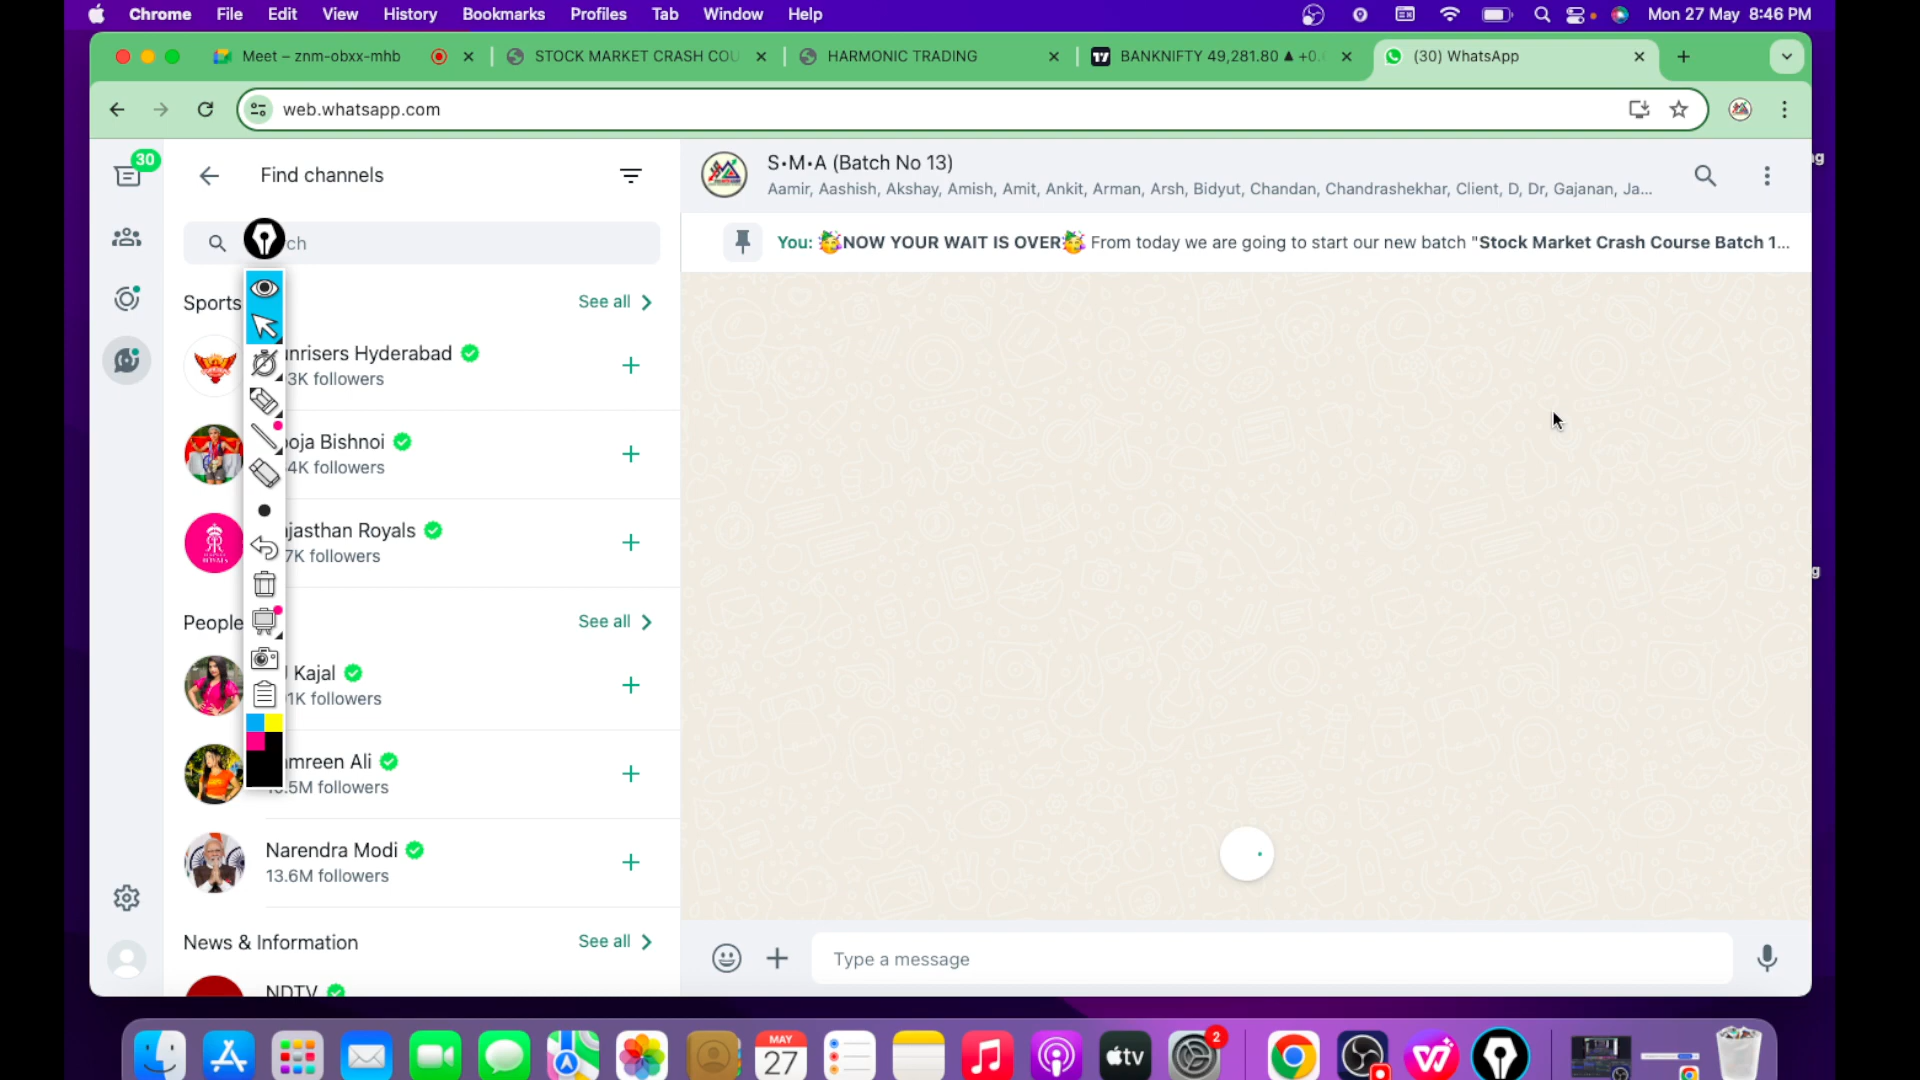 Chrome File Edit View History Bookmarks Profiles Tab Window Help
Mon 27 May 8:46 PM
Meet – znm-obxx-mhb
STOCK MARKET CRASH COU
HARMONIC TRADING
BANKNIFTY 49,281.80 ▲ +0.
(30) WhatsApp
web.whatsapp.com
30
Find channels
ch
Sports
See all
unrisers Hyderabad
3K followers
oja Bishnoi
4K followers
jasthan Royals
7K followers
People
See all
Kajal
1K followers
mreen Ali
.5M followers
Narendra Modi
13.6M followers
News & Information
See all
NDTV
S•M•A (Batch No 13)
Aamir, Aashish, Akshay, Amish, Amit, Ankit, Arman, Arsh, Bidyut, Chandan, Chandrashekhar, Client, D, Dr, Gajanan, Ja...
You: 🥳NOW YOUR WAIT IS OVER🥳 From today we are going to start our new batch "Stock Market Crash Course Batch 1...
Type a message
MAY
27
tv
2